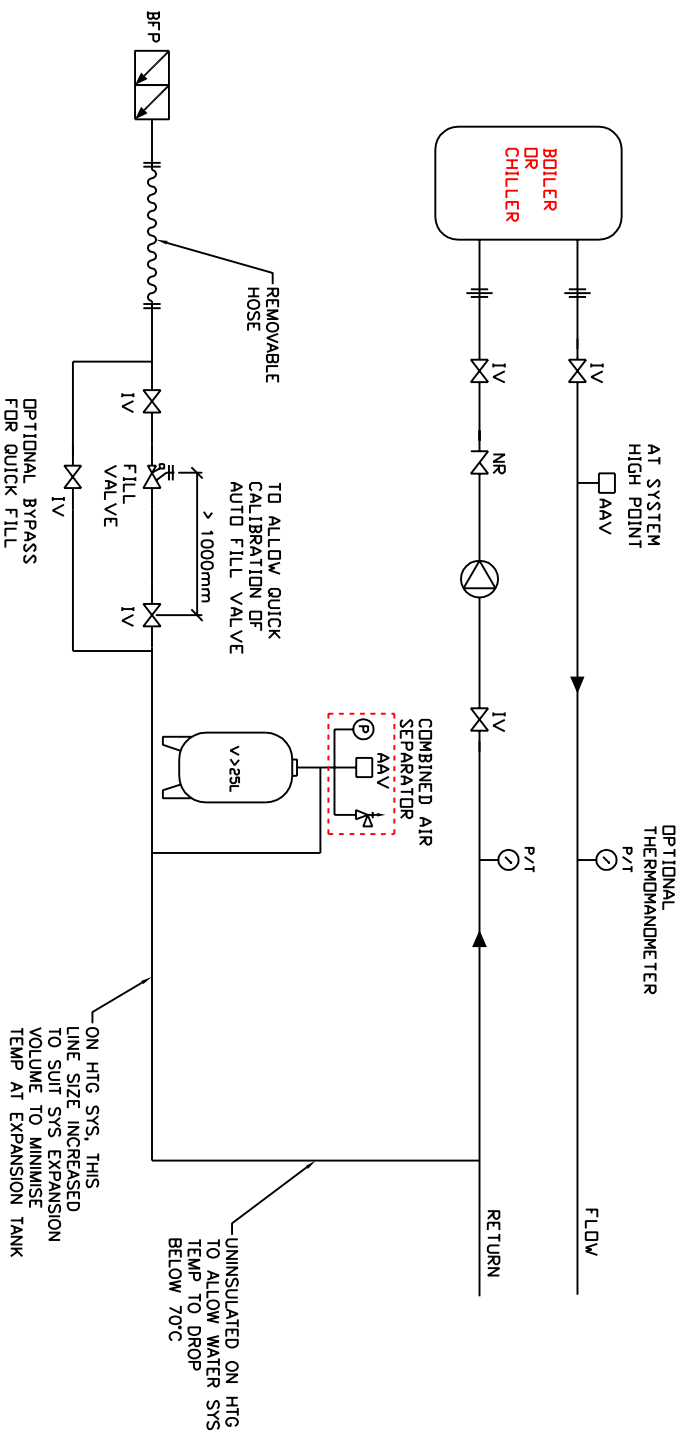 BFP
BOILER
OR
CHILLER
REMOVABLE
HOSE
AT SYSTEM
HIGH POINT
AAV
IV
IV
NR
IV
OPTIONAL
THERMOMANOMETER
P/T
P/T
FLOW
RETURN
IV
FILL
VALVE
IV
IV
OPTIONAL BYPASS
FOR QUICK FILL
> 1000mm
TO ALLOW QUICK
CALIBRATION OF
AUTO FILL VALVE
COMBINED AIR
SEPARATOR
P
AAV
V>25L
ON HTG SYS, THIS
LINE SIZE INCREASED
TO SUIT SYS EXPANSION
VOLUME TO MINIMISE
TEMP AT EXPANSION TANK
UNINSULATED ON HTG
TO ALLOW WATER SYS
TEMP TO DROP
BELOW 70°C